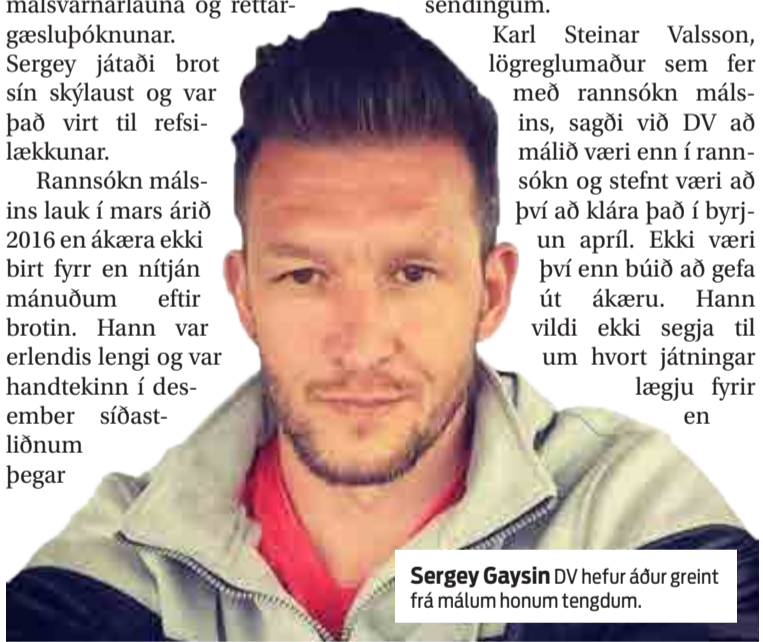 málsvarnarlauna og réttar-
gæsluþóknunar.
Sergey játaði brot
sín skýlaust og var
það virt til refsi-
lækkunar.
Rannsókn máls-
ins lauk í mars árið
2016 en ákæra ekki
birt fyrr en nítján
mánuðum eftir
brotin. Hann var
erlendis lengi og var
handtekinn í des-
ember síðast-
liðnum
þegar
sendingum.
Karl Steinar Valsson,
lögreglumaður sem fer
með rannsókn máls-
ins, sagði við DV að
málið væri enn í rann-
sókn og stefnt væri að
því að klára það í byrj-
un apríl. Ekki væri
því enn búið að gefa
út ákæru. Hann
vildi ekki segja til
um hvort játningar
lægju fyrir
en
Sergey Gaysin DV hefur áður greint
frá málum honum tengdum.